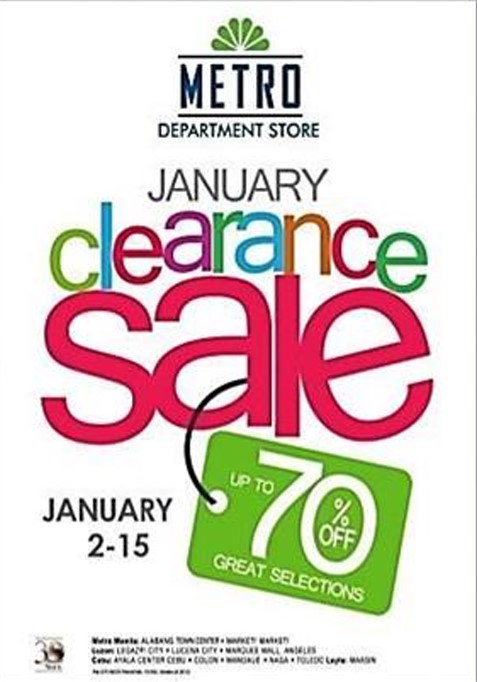 METRO
DEPARTMENT STORE
JANUARY
clearance
sale
UP TO
70
%
OFF
GREAT SELECTIONS
JANUARY
2-15
Metro Manila: ALABANG TOWN CENTER • MARKET! MARKET!
Luzon: LEGAZPI CITY • LUCENA CITY • MARQUEE MALL, ANGELES
Cebu: AYALA CENTER CEBU • COLON • MANDAUE • NAGA • TOLEDO Leyte: MAASIN